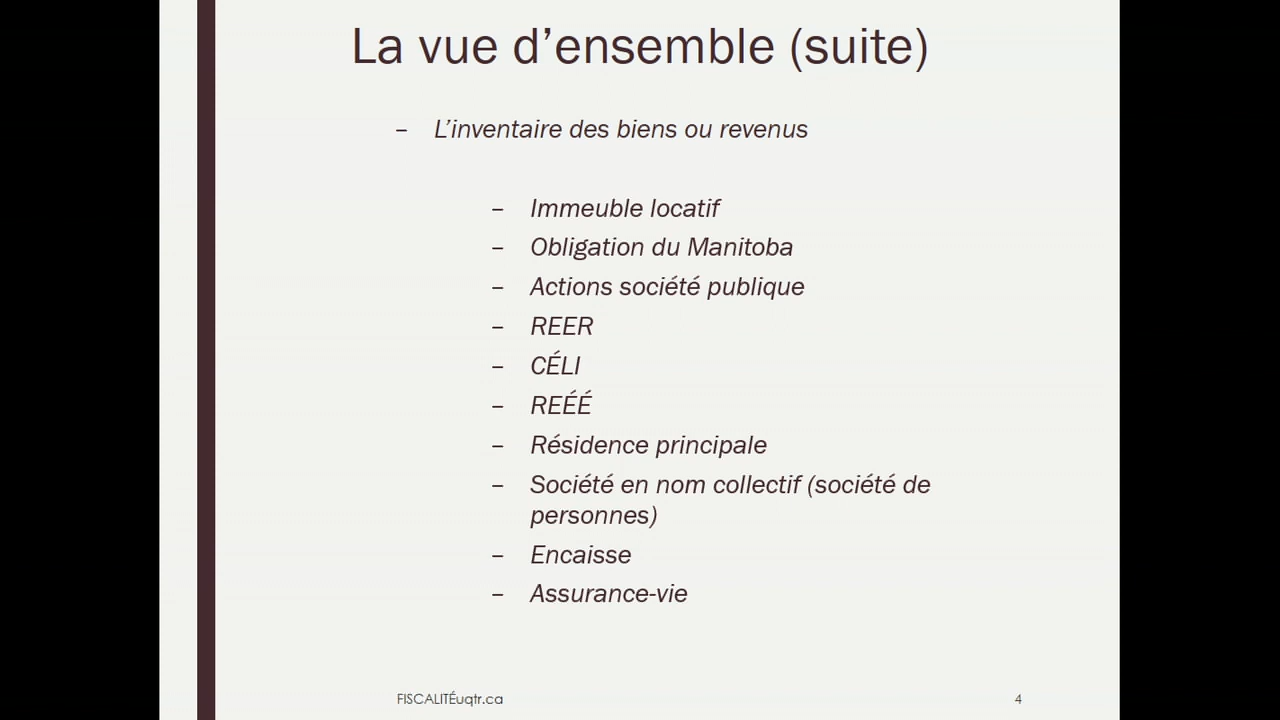 La vue d’ensemble (suite)
– L’inventaire des biens ou revenus
– Immeuble locatif
– Obligation du Manitoba
– Actions société publique
– REER
– CÉLI
– REÉÉ
– Résidence principale
– Société en nom collectif (société de
personnes)
– Encaisse
– Assurance-vie
FISCALITÉuqtr.ca
4